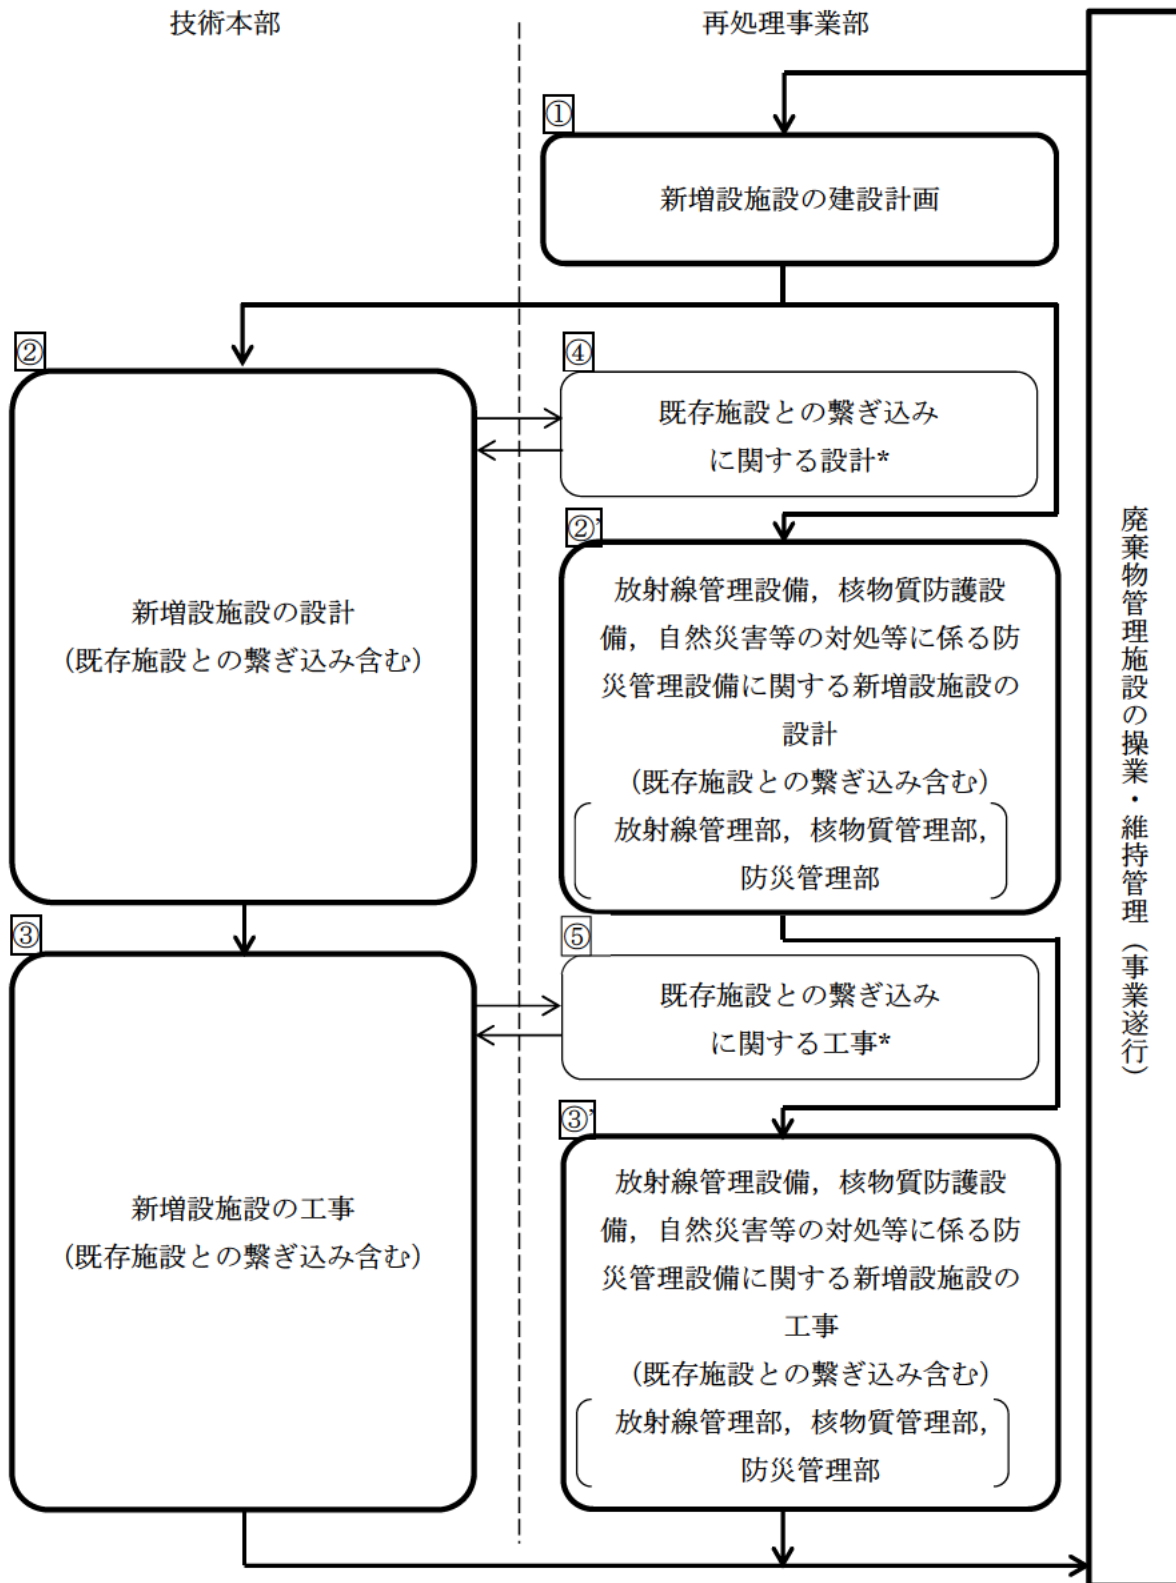 技術本部
再処理事業部
①
新増設施設の建設計画
②
新増設施設の設計
（既存施設との繋ぎ込み含む）
④
既存施設との繋ぎ込み
に関する設計*
②’
放射線管理設備，核物質防護設
備，自然災害等の対処等に係る防
災管理設備に関する新増設施設の
設計
（既存施設との繋ぎ込み含む）
放射線管理部，核物質管理部，
防災管理部
③
新増設施設の工事
（既存施設との繋ぎ込み含む）
⑤
既存施設との繋ぎ込み
に関する工事*
③’
放射線管理設備，核物質防護設
備，自然災害等の対処等に係る防
災管理設備に関する新増設施設の
工事
（既存施設との繋ぎ込み含む）
放射線管理部，核物質管理部，
防災管理部
廃棄物管理施設の操業・維持管理（事業遂行）